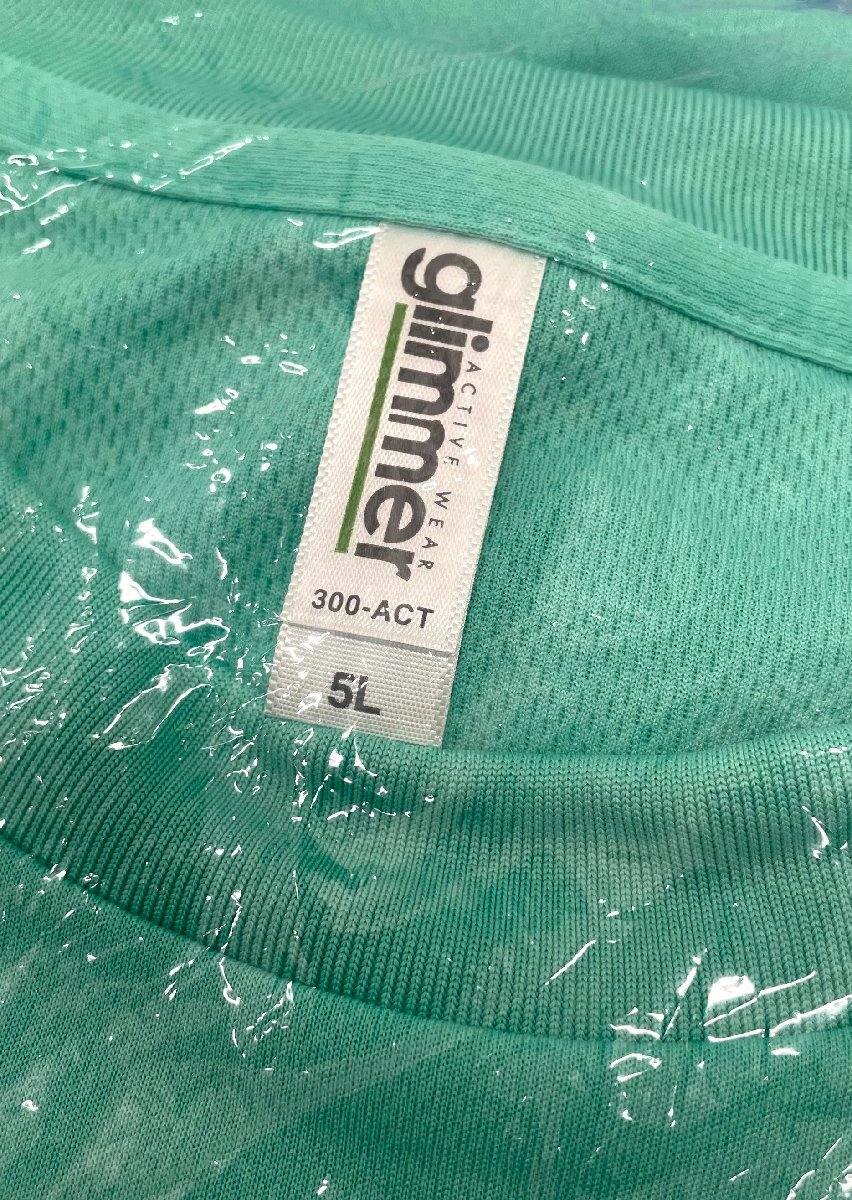 glimmer
ACTIVE WEAR
300-ACT
5L